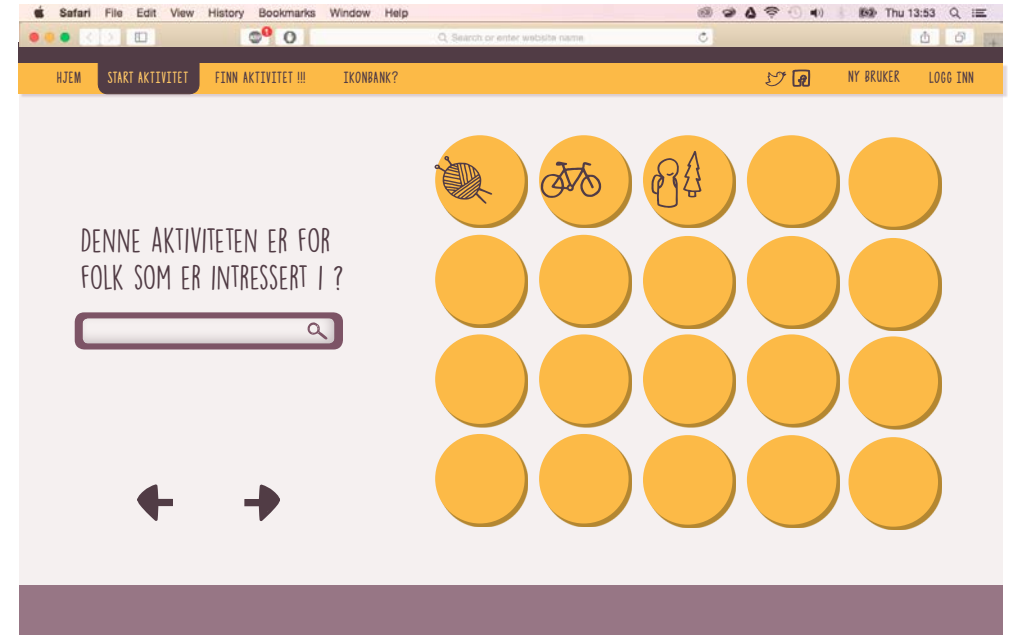 Safari File Edit View History Bookmarks Window Help
Thu 13:53
Search or enter website name
HJEM START AKTIVITET FINN AKTIVITET !!! IKONBANK?
NY BRUKER LOGG INN
DENNE AKTIVITETEN ER FOR
FOLK SOM ER INTRESSERT I ?